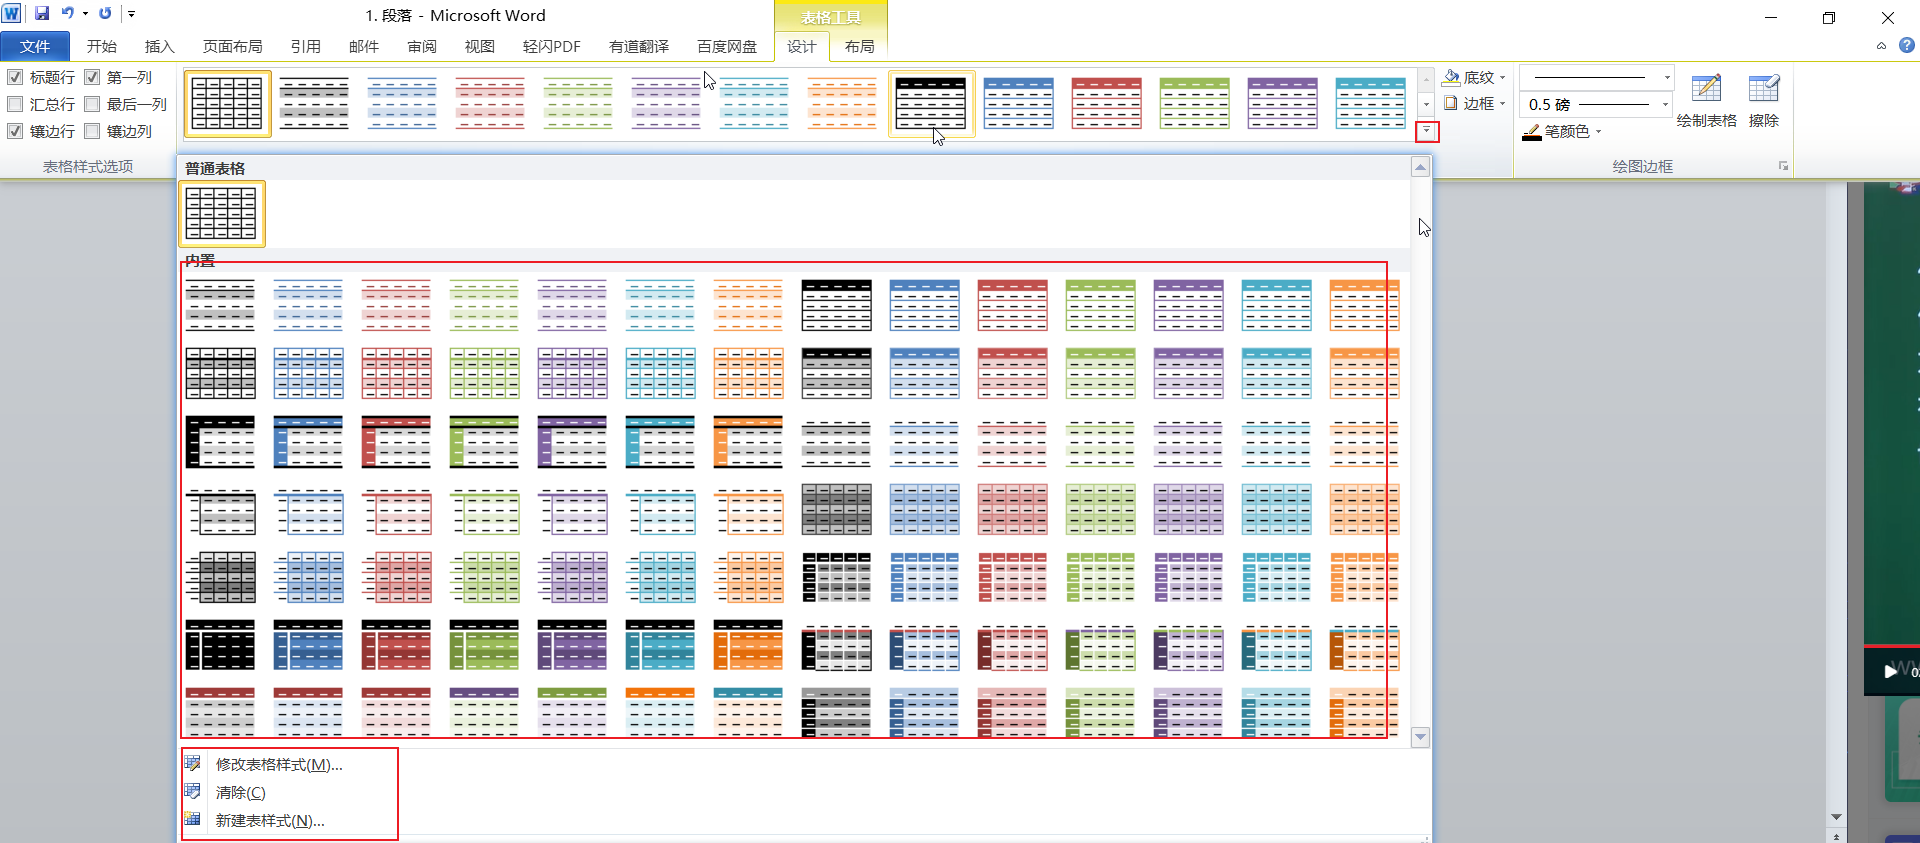 1. 段落 - Microsoft Word
表格工具
文件 开始 插入 页面布局 引用 邮件 审阅 视图 轻闪PDF 有道翻译 百度网盘 设计 布局
标题行 第一列
汇总行 最后一列
镶边行 镶边列
表格样式选项
底纹
边框
0.5 磅
笔颜色
绘制表格 擦除
绘图边框
普通表格
内置
修改表格样式(M)...
清除(C)
新建表样式(N)...